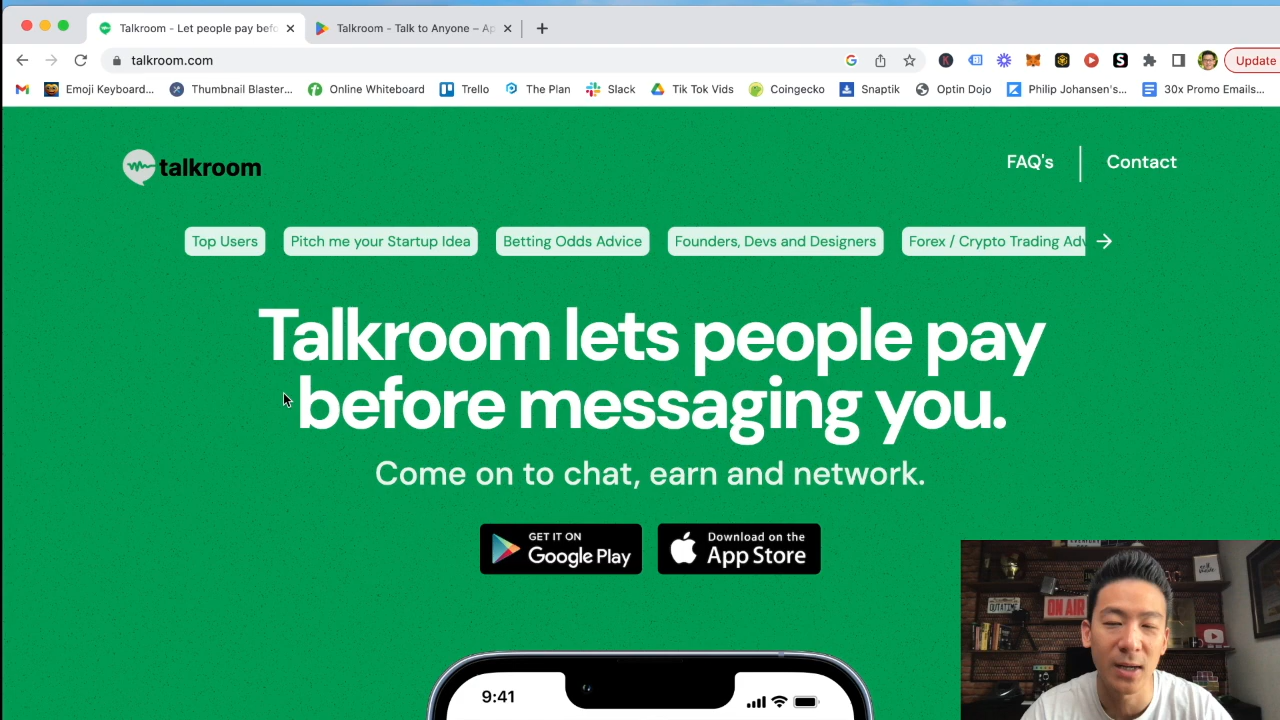 Talkroom - Let people pay befo
Talkroom - Talk to Anyone – Ap
talkroom.com
Update
Emoji Keyboard...
Thumbnail Blaster...
Online Whiteboard
Trello
The Plan
Slack
Tik Tok Vids
Coingecko
Snaptik
Optin Dojo
Philip Johansen's...
30x Promo Emails...
talkroom
FAQ's
Contact
Top Users
Pitch me your Startup Idea
Betting Odds Advice
Founders, Devs and Designers
Forex / Crypto Trading Adv
Talkroom lets people pay
before messaging you.
Come on to chat, earn and network.
GET IT ON
Google Play
Download on the
App Store
9:41
OUTATIME
ON AIR